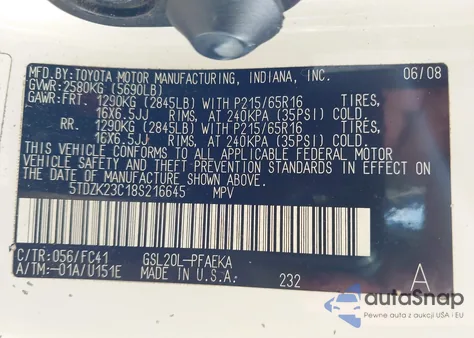 MFD.BY:TOYOTA MOTOR MANUFACTURING, INDIANA, INC. 06/08
GVWR:2580KG (5690LB)
GAWR:FRT. 1290KG (2845LB) WITH P215/65R16 TIRES,
16X6.5JJ RIMS, AT 240KPA (35PSI) COLD
RR. 1290KG (2845LB) WITH P215/65R16 TIRES,
16X6.5JJ RIMS, AT 240KPA (35PSI) COLD
THIS VEHICLE CONFORMS TO ALL APPLICABLE FEDERAL MOTOR
VEHICLE SAFETY AND THEFT PREVENTION STANDARDS IN EFFECT ON
THE DATE OF MANUFACTURE SHOWN ABOVE.
5TDZK23C18S216645 MPV
C/TR:056/FC41 GSL20L-PFAEKA
A/TM:-01A/U151E MADE IN U.S.A. 232 A
autoSnap
Pewne auta z aukcji USA i EU